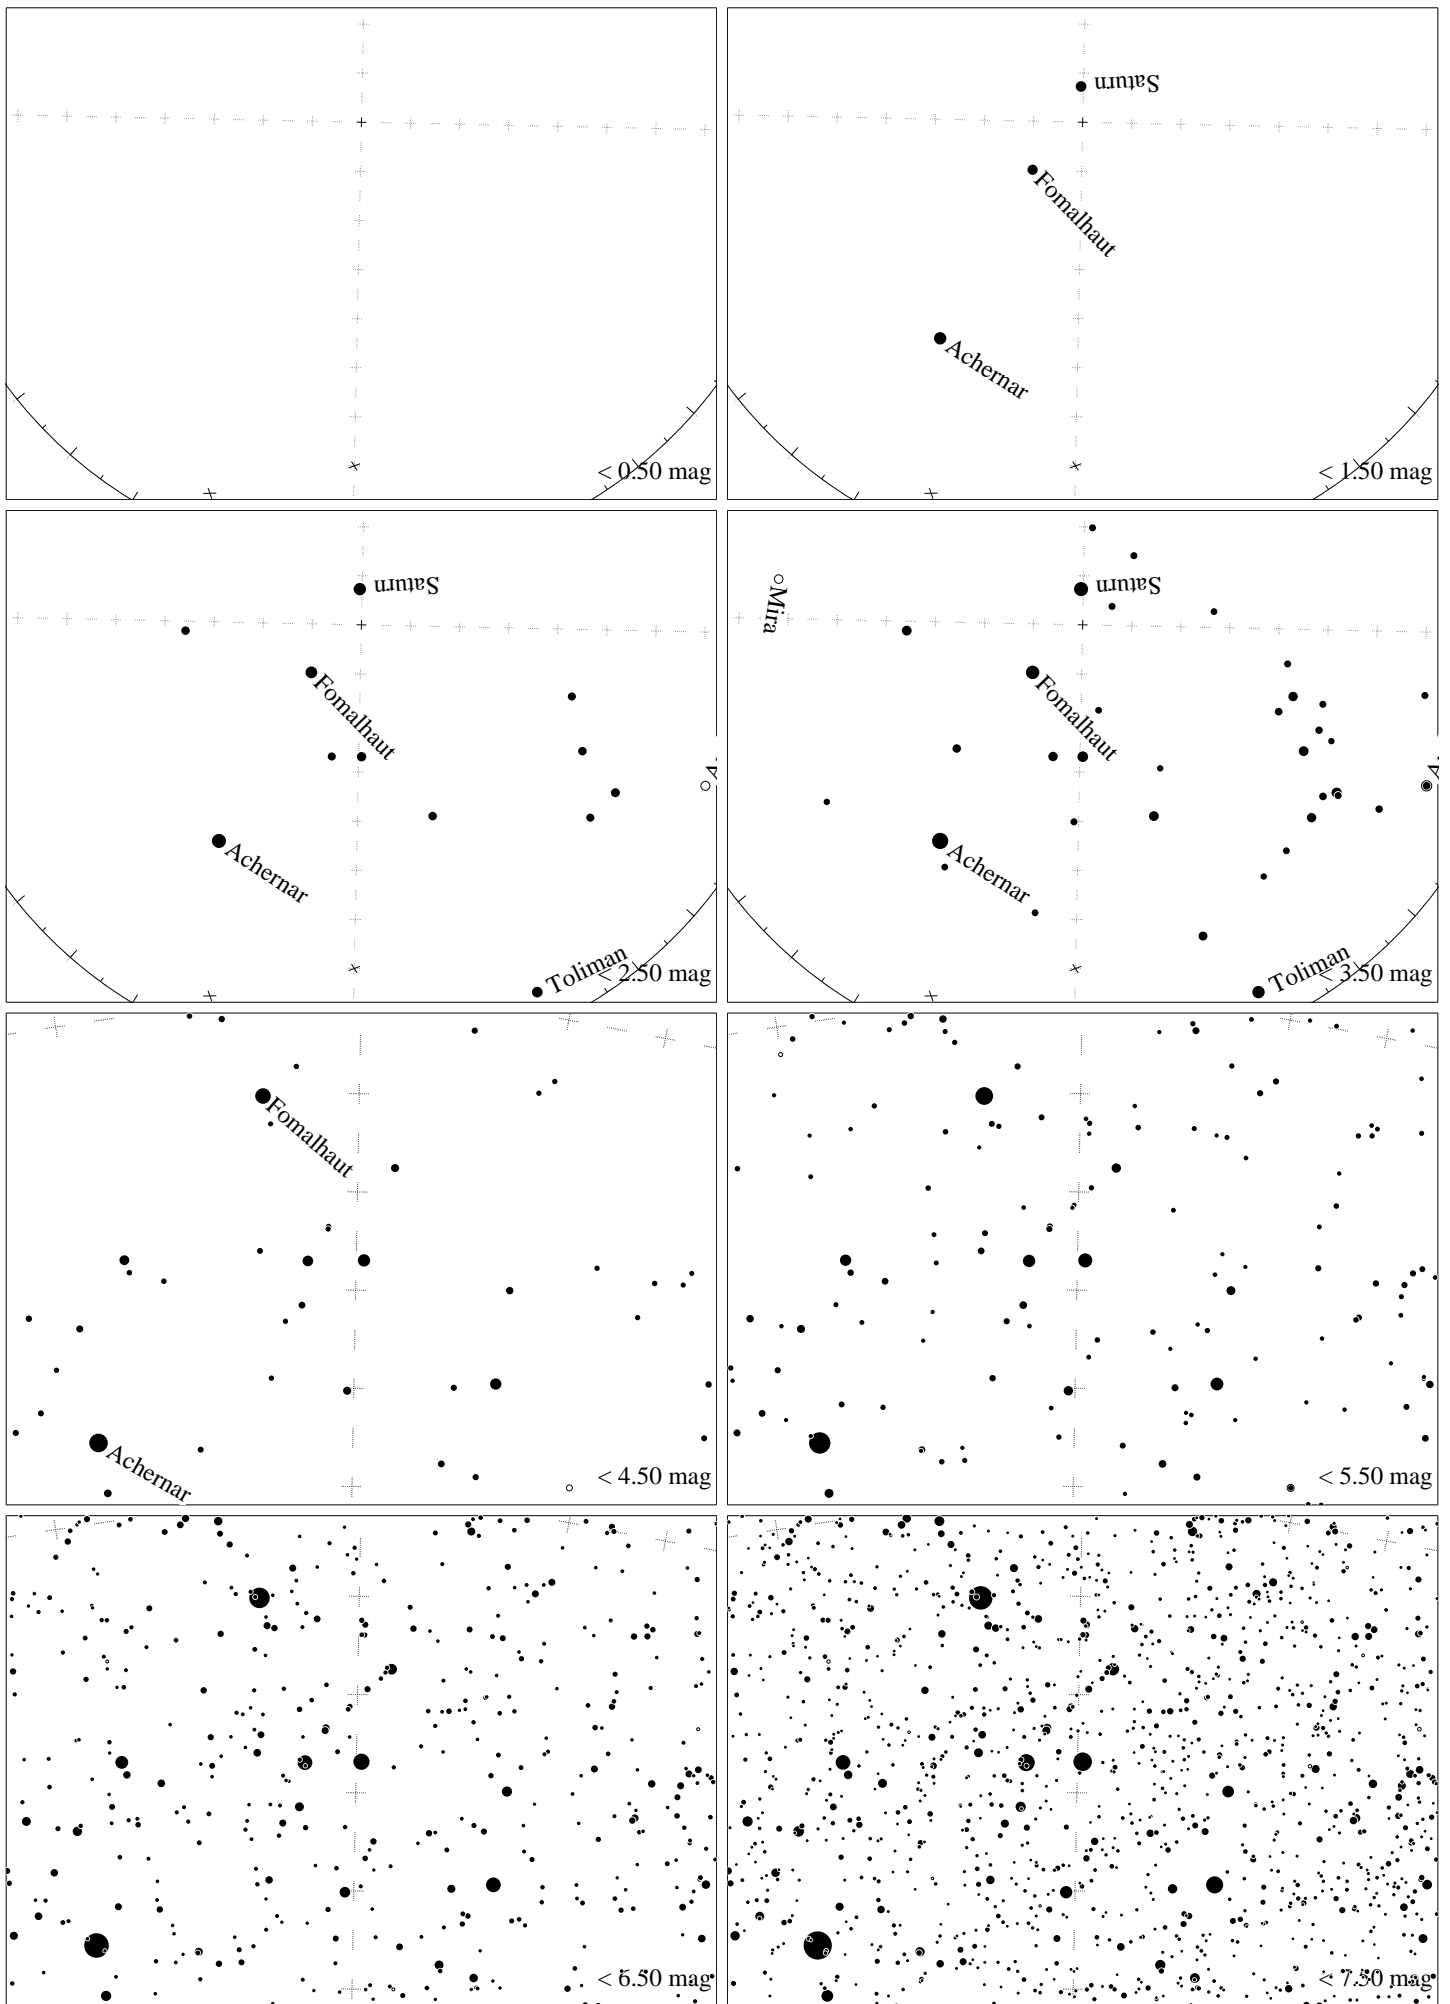 < 0.50 mag
Saturn
Fomalhaut
Achernar
< 1.50 mag
Saturn
Fomalhaut
Achernar
Toliman
< 2.50 mag
Mira
Saturn
Fomalhaut
Achernar
Toliman
< 3.50 mag
Fomalhaut
Achernar
< 4.50 mag
< 5.50 mag
< 6.50 mag
< 7.50 mag